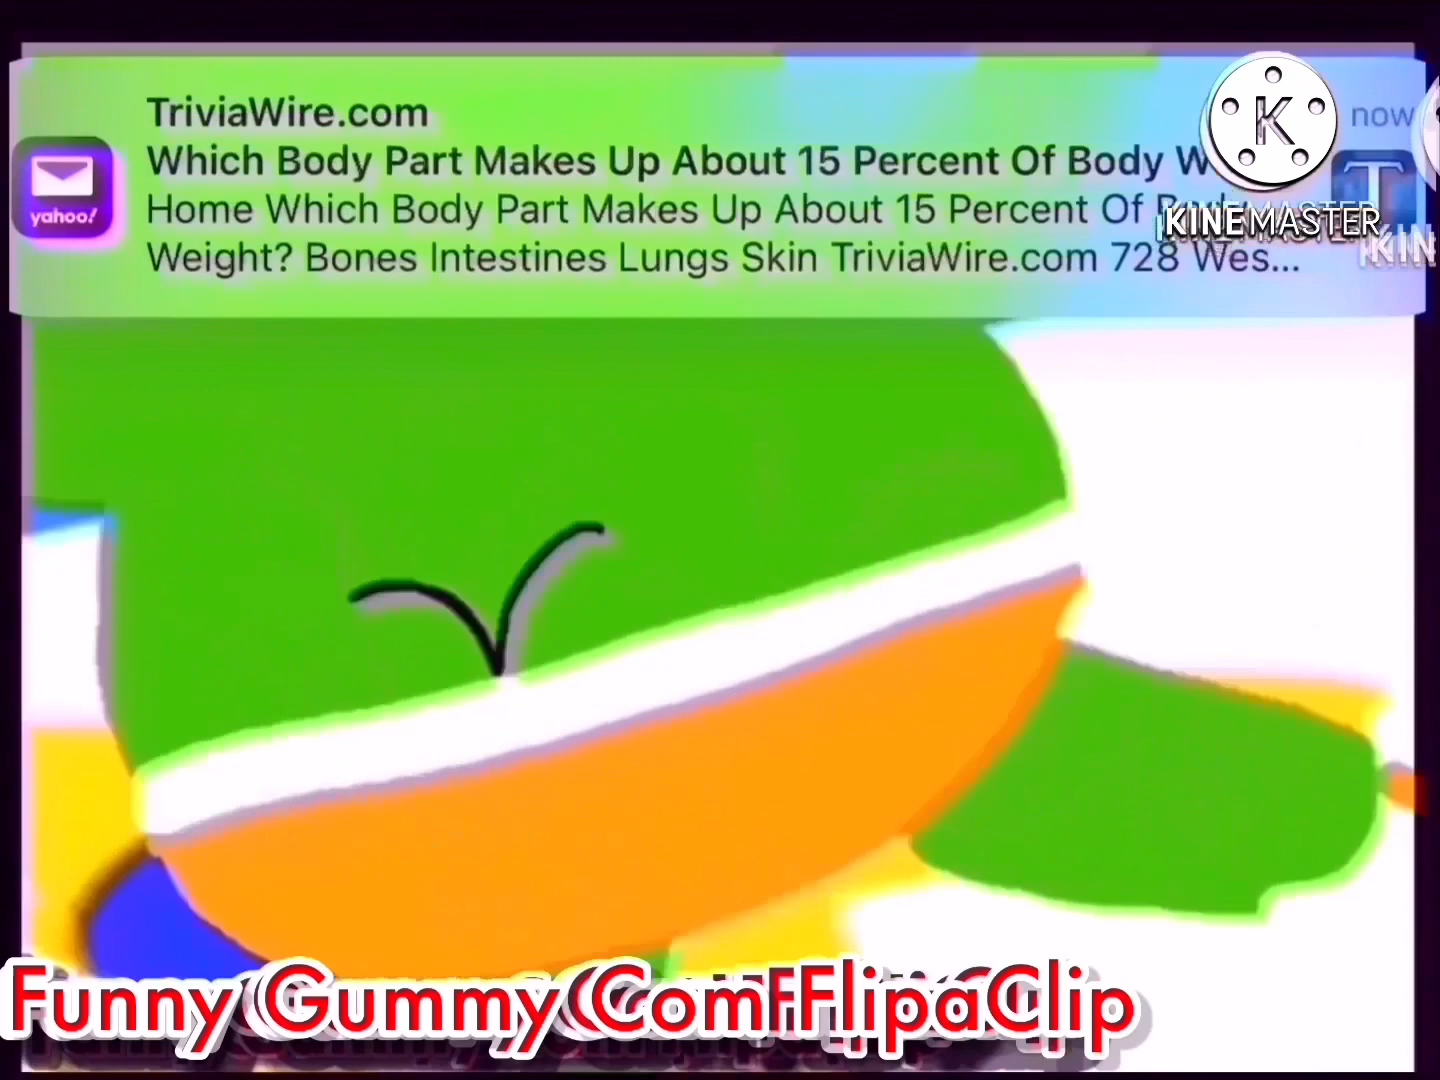 TriviaWire.com
now
Which Body Part Makes Up About 15 Percent Of Body
Home Which Body Part Makes Up About 15 Percent Of
Weight? Bones Intestines Lungs Skin TriviaWire.com 728 Wes...
yahoo!
K
T
KINEMASTER
KIN
Funny Gummy Com FlipaClip